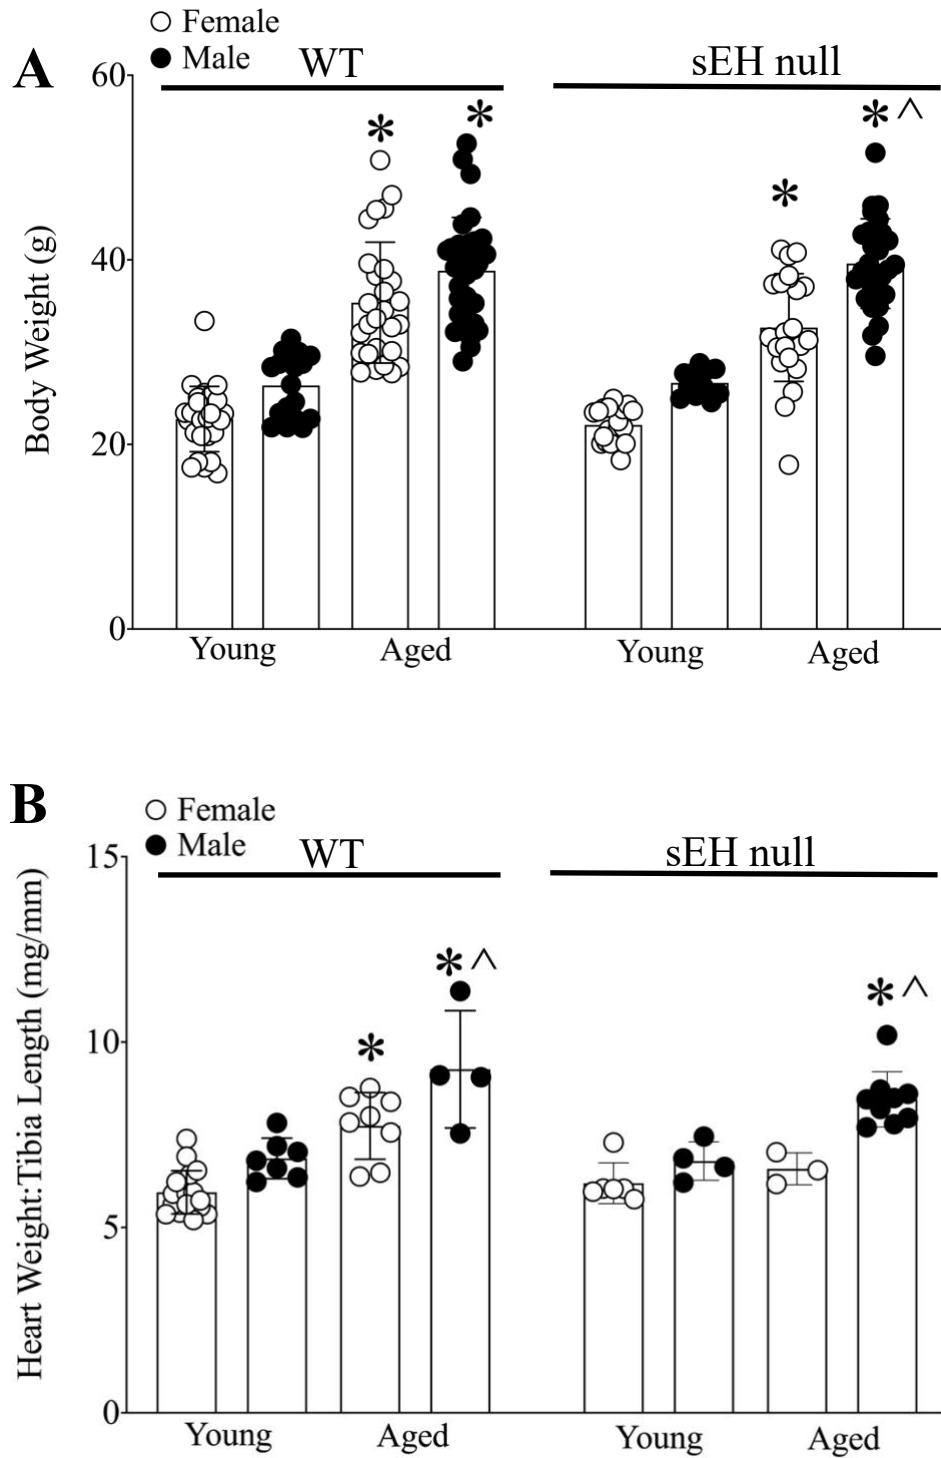 A
Female
Male
WT
sEH null
60
40
20
0
Body Weight (g)
* * * * ^
Young Aged Young Aged
B
Female
Male
WT
sEH null
15
10
5
0
Heart Weight:Tibia Length (mg/mm)
* * ^ * ^
Young Aged Young Aged